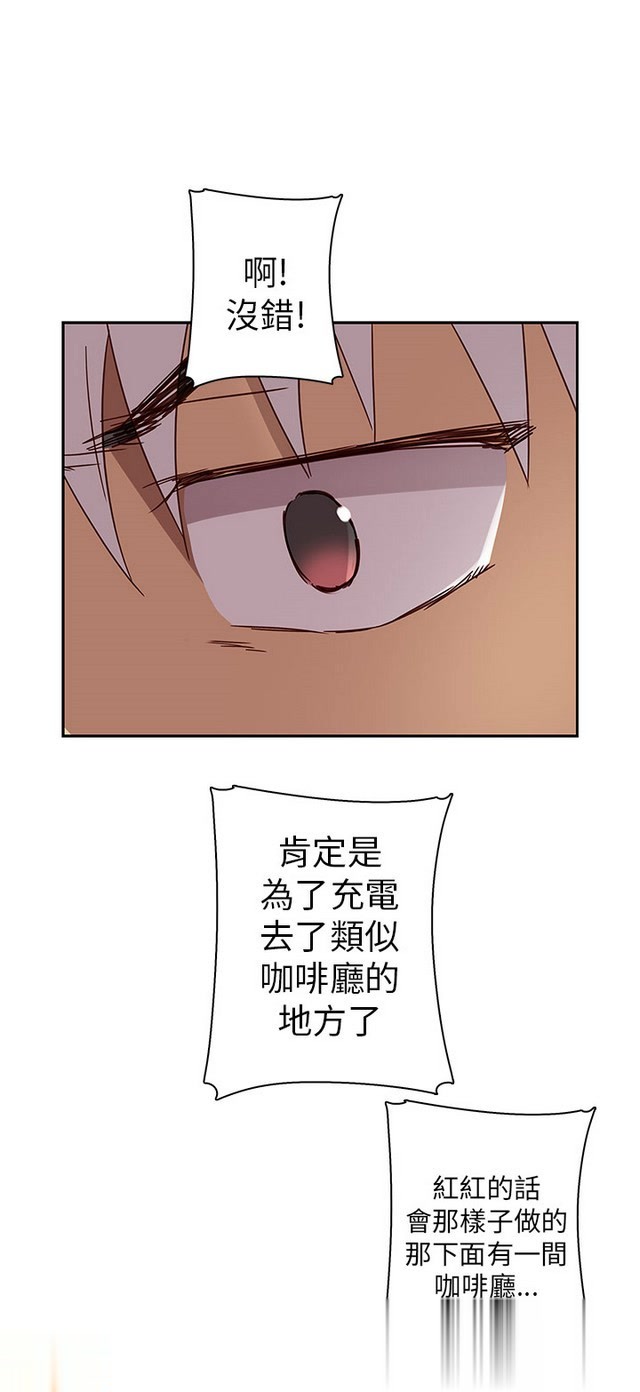 啊!
沒錯!
肯定是
為了充電
去了類似
咖啡廳的
地方了
紅紅的話
會那樣子做的
那下面有一間
咖啡廳...